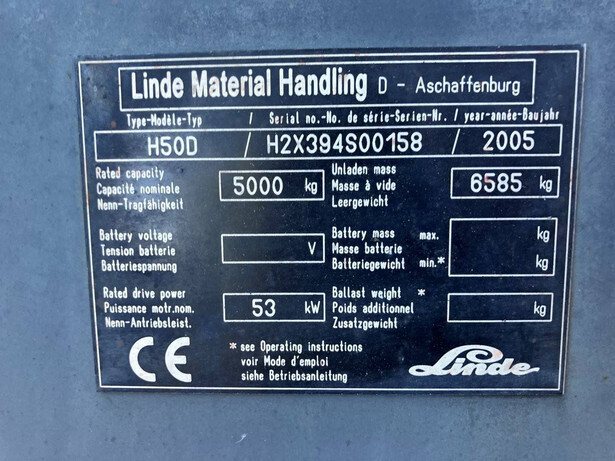 Linde Material Handling D - Aschaffenburg
Type-Modèle-Typ / Serial no.-No. de série-Serien-Nr. / year-année-Baujahr
H50D / H2X394S00158 / 2005
Rated capacity
Capacité nominale
Nenn-Tragfähigkeit
5000 kg
Unladen mass
Masse à vide
Leergewicht
6585 kg
Battery voltage
Tension batterie
Batteriespannung
V
Battery mass max.
Masse batterie
Batteriegewicht min.*
kg
kg
Rated drive power
Puissance motr.nom.
Nenn-Antriebsleist.
53 kW
Ballast weight *
Poids additionnel
Zusatzgewicht
kg
* see Operating instructions
voir Mode d'emploi
siehe Betriebsanleitung
CE
Linde